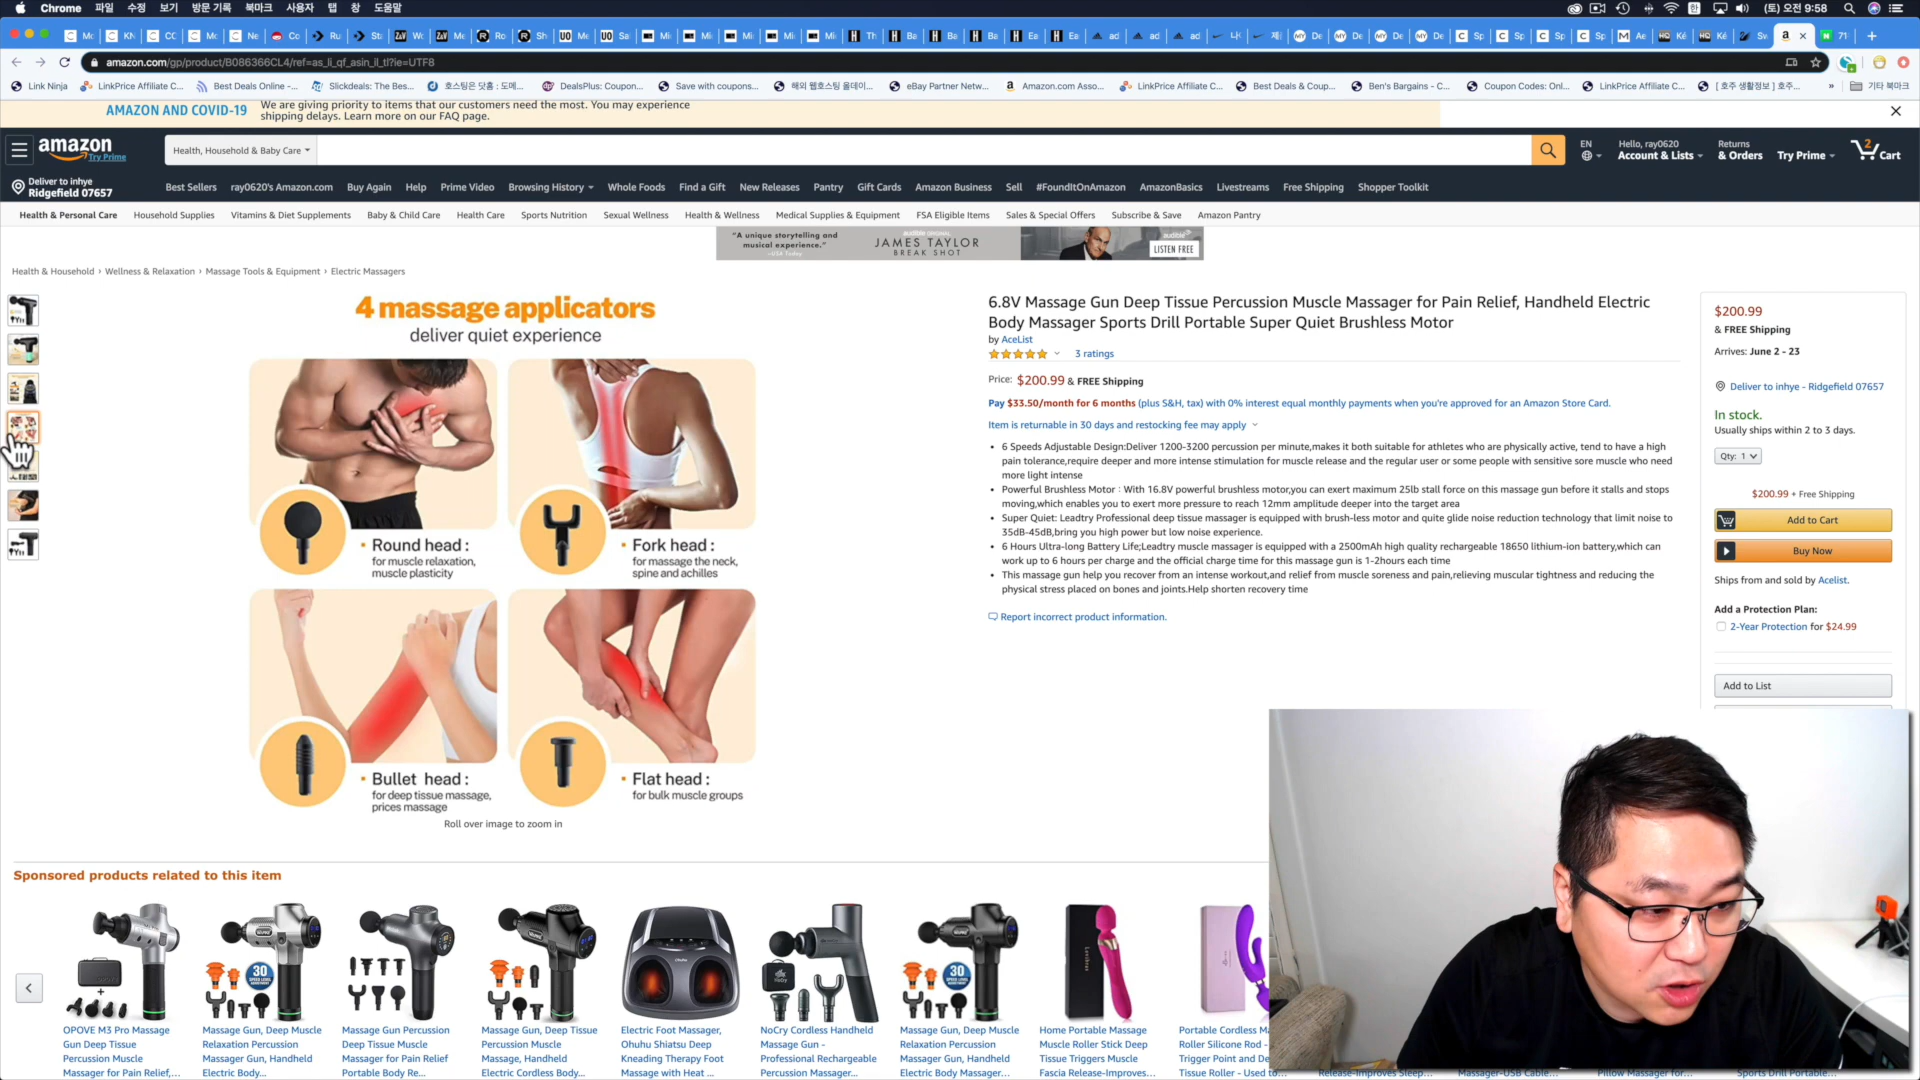 Chrome 파일 수정 보기 방문 기록 북마크 사용자 탭 창 도움말
(토) 오전 9:58
amazon.com/gp/product/B086366CL4/ref=as_li_qf_asin_il_tl?ie=UTF8
Link Ninja LinkPrice Affiliate C... Best Deals Online -... Slickdeals: The Bes... 호스팅은 닷홈 : 도메... DealsPlus: Coupon... Save with coupons... 해외 웹호스팅 올데이... eBay Partner Netw... Amazon.com Asso... LinkPrice Affiliate C... Best Deals & Coup... Ben's Bargains - C... Coupon Codes: Onl... LinkPrice Affiliate C... [ 호주 생활정보 ] 호주... » 기타 북마크
AMAZON AND COVID-19
We are giving priority to items that our customers need the most. You may experience
shipping delays. Learn more on our FAQ page.
amazon
Try Prime
Health, Household & Baby Care
EN
Hello, ray0620
Account & Lists
Returns
& Orders
Try Prime
2
Cart
Deliver to inhye
Ridgefield 07657
Best Sellers ray0620's Amazon.com Buy Again Help Prime Video Browsing History Whole Foods Find a Gift New Releases Pantry Gift Cards Amazon Business Sell #FoundItOnAmazon AmazonBasics Livestreams Free Shipping Shopper Toolkit
Health & Personal Care Household Supplies Vitamins & Diet Supplements Baby & Child Care Health Care Sports Nutrition Sexual Wellness Health & Wellness Medical Supplies & Equipment FSA Eligible Items Sales & Special Offers Subscribe & Save Amazon Pantry
"A unique storytelling and
musical experience."
-USA Today
audible ORIGINAL
JAMES TAYLOR
BREAK SHOT
audible
LISTEN FREE
Health & Household › Wellness & Relaxation › Massage Tools & Equipment › Electric Massagers
4 massage applicators
deliver quiet experience
Round head :
for muscle relaxation,
muscle plasticity
Fork head :
for massage the neck,
spine and achilles
Bullet head :
for deep tissue massage,
prices massage
Flat head :
for bulk muscle groups
Roll over image to zoom in
6.8V Massage Gun Deep Tissue Percussion Muscle Massager for Pain Relief, Handheld Electric
Body Massager Sports Drill Portable Super Quiet Brushless Motor
by AceList
3 ratings
Price: $200.99 & FREE Shipping
Pay $33.50/month for 6 months (plus S&H, tax) with 0% interest equal monthly payments when you're approved for an Amazon Store Card.
Item is returnable in 30 days and restocking fee may apply
• 6 Speeds Adjustable Design:Deliver 1200-3200 percussion per minute,makes it both suitable for athletes who are physically active, tend to have a high
pain tolerance,require deeper and more intense stimulation for muscle release and the regular user or some people with sensitive sore muscle who need
more light intense
• Powerful Brushless Motor：With 16.8V powerful brushless motor,you can exert maximum 25lb stall force on this massage gun before it stalls and stops
moving,which enables you to exert more pressure to reach 12mm amplitude deeper into the target area
• Super Quiet: Leadtry Professional deep tissue massager is equipped with brush-less motor and quite glide noise reduction technology that limit noise to
35dB-45dB,bring you high power but low noise experience.
• 6 Hours Ultra-long Battery Life;Leadtry muscle massager is equipped with a 2500mAh high quality rechargeable 18650 lithium-ion battery,which can
work up to 6 hours per charge and the official charge time for this massage gun is 1-2hours each time
• This massage gun help you recover from an intense workout,and relief from muscle soreness and pain,relieving muscular tightness and reducing the
physical stress placed on bones and joints.Help shorten recovery time
Report incorrect product information.
$200.99
& FREE Shipping
Arrives: June 2 - 23
Deliver to inhye - Ridgefield 07657
In stock.
Usually ships within 2 to 3 days.
Qty: 1
$200.99 + Free Shipping
Add to Cart
Buy Now
Ships from and sold by Acelist.
Add a Protection Plan:
2-Year Protection for $24.99
Add to List
Sponsored products related to this item
OPOVE M3 Pro Massage
Gun Deep Tissue
Percussion Muscle
Massager for Pain Relief,...
Massage Gun, Deep Muscle
Relaxation Percussion
Massager Gun, Handheld
Electric Body...
Massage Gun Percussion
Deep Tissue Muscle
Massager for Pain Relief
Portable Body Re...
Massage Gun, Deep Tissue
Percussion Muscle
Massage, Handheld
Electric Cordless Body...
Electric Foot Massager,
Ohuhu Shiatsu Deep
Kneading Therapy Foot
Massage with Heat ...
NoCry Cordless Handheld
Massage Gun -
Professional Rechargeable
Percussion Massager...
Massage Gun, Deep Muscle
Relaxation Percussion
Massager Gun, Handheld
Electric Body Massager...
Home Portable Massage
Muscle Roller Stick Deep
Tissue Triggers Muscle
Fascia Release-Improves...
Portable Cordless Ma
Roller Silicone Rod -
Trigger Point and De
Tissue Roller - Used to...